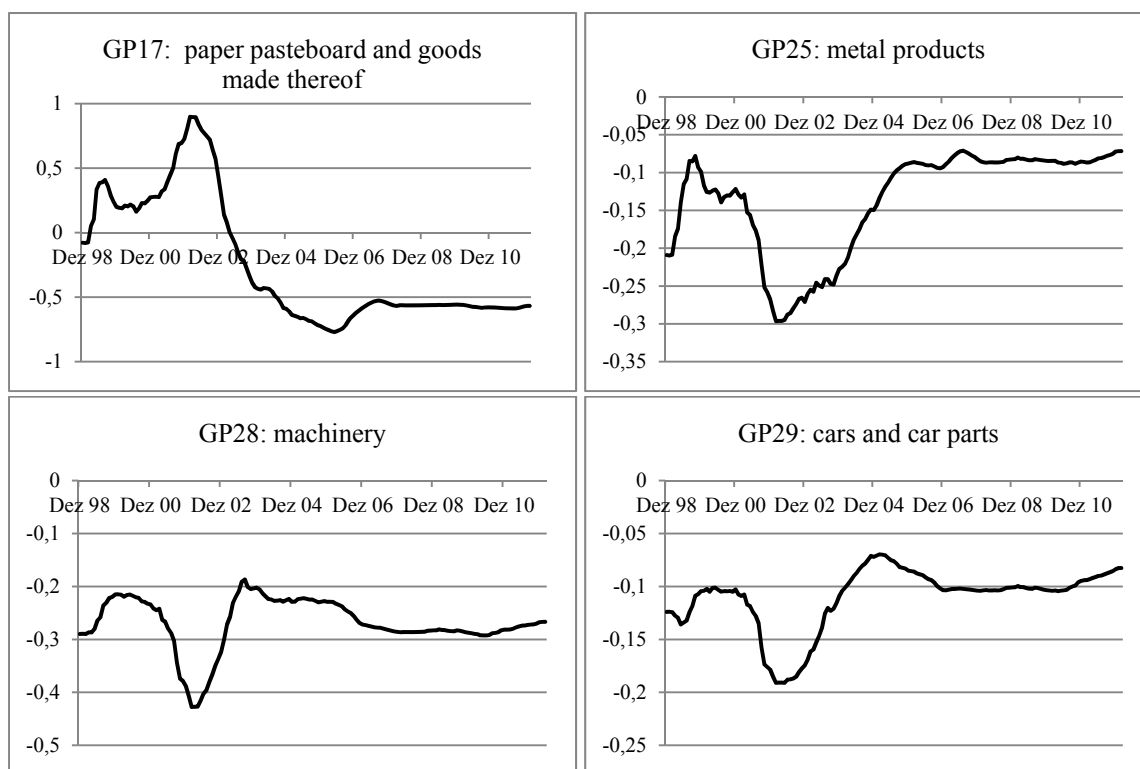 GP17:  paper pasteboard and goods
made thereof
1
0,5
0
Dez 98 Dez 00 Dez 02 Dez 04 Dez 06 Dez 08 Dez 10
-0,5
-1
GP25: metal products
0
Dez 98 Dez 00 Dez 02 Dez 04 Dez 06 Dez 08 Dez 10
-0,05
-0,1
-0,15
-0,2
-0,25
-0,3
-0,35
GP28: machinery
0
Dez 98 Dez 00 Dez 02 Dez 04 Dez 06 Dez 08 Dez 10
-0,1
-0,2
-0,3
-0,4
-0,5
GP29: cars and car parts
0
Dez 98 Dez 00 Dez 02 Dez 04 Dez 06 Dez 08 Dez 10
-0,05
-0,1
-0,15
-0,2
-0,25